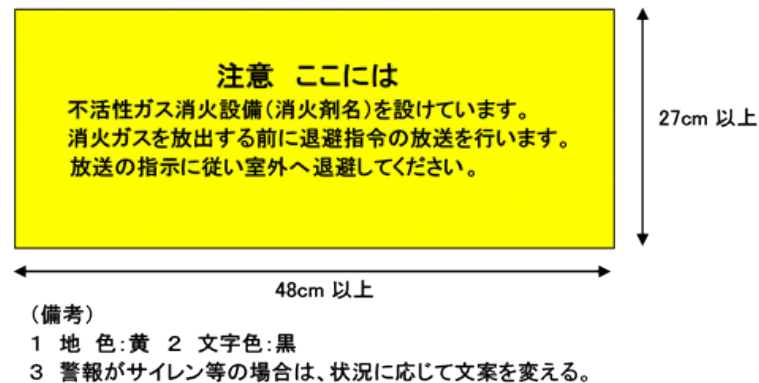 注意　ここには
不活性ガス消火設備(消火剤名)を設けています。
消火ガスを放出する前に退避指令の放送を行います。
放送の指示に従い室外へ退避してください。
27cm 以上
48cm 以上
(備考)
１　地　色:黄　２　文字色:黒
３　警報がサイレン等の場合は、状況に応じて文案を変える。